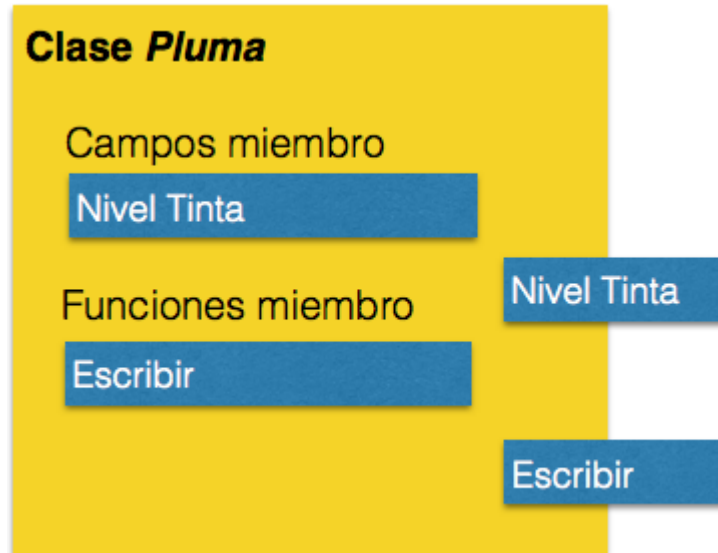 Clase Pluma
Campos miembro
Nivel Tinta
Nivel Tinta
Funciones miembro
Escribir
Escribir